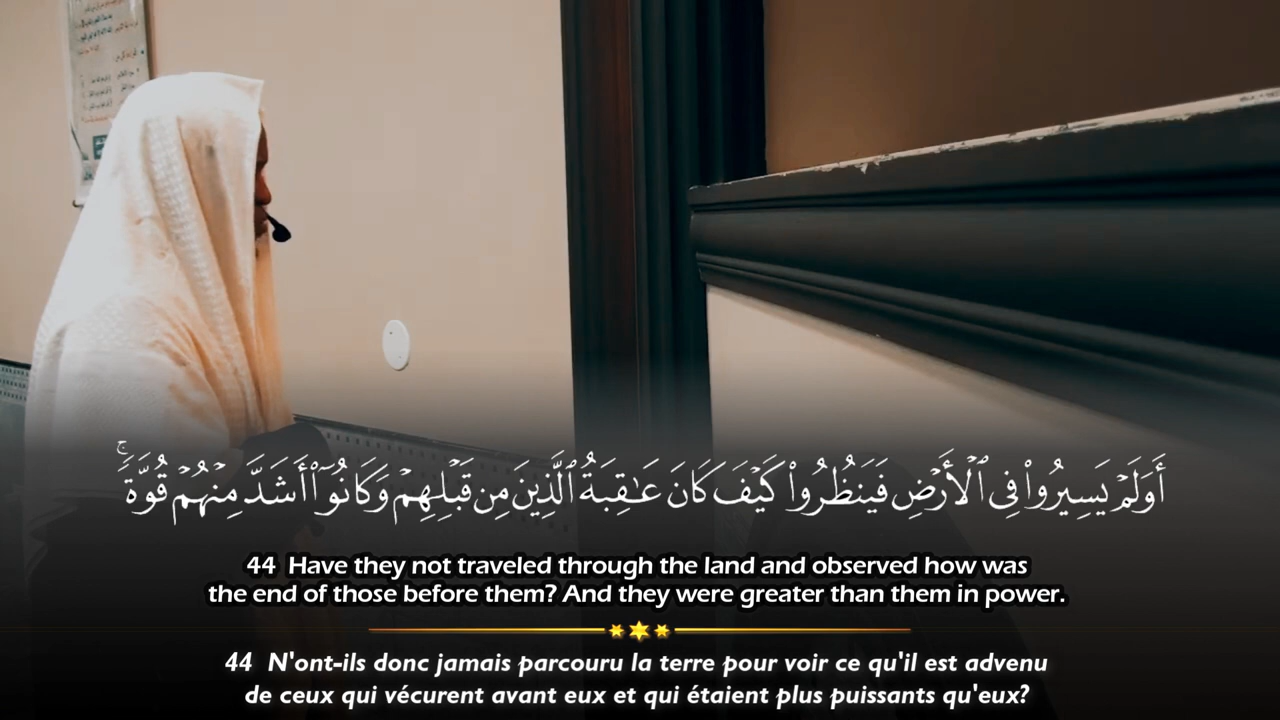 أَوَلَمْ يَسِيرُوا۟ فِى ٱلْأَرْضِ فَيَنظُرُوا۟ كَيْفَ كَانَ عَـٰقِبَةُ ٱلَّذِينَ مِن قَبْلِهِمْ وَكَانُوٓا۟ أَشَدَّ مِنْهُمْ قُوَّةًۭ ۚ
44 Have they not traveled through the land and observed how was
the end of those before them? And they were greater than them in power.
44 N'ont-ils donc jamais parcouru la terre pour voir ce qu'il est advenu
de ceux qui vécurent avant eux et qui étaient plus puissants qu'eux?